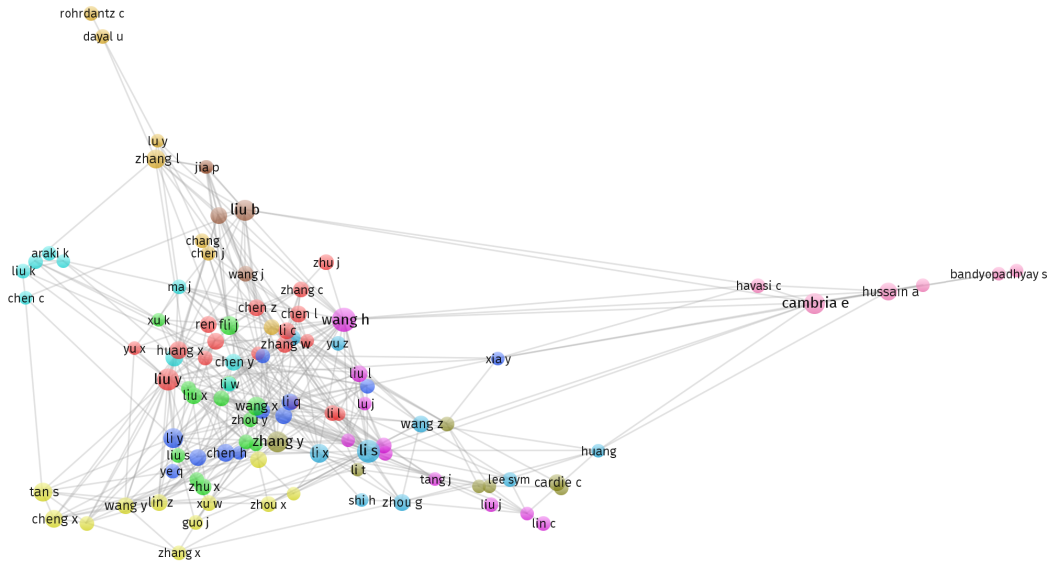 rohrdantz c
dayal u
lu y
zhang l
jia p
liu b
chang
chen j
araki k
liu k
chen c
ma j
wang j
zhu j
zhang c
havasi c
cambria e
hussain a
bandyopadhyay s
chen z
chen l
wang h
xu k
ren f
li j
li c
zhang w
yu z
yu x
huang x
chen y
xia y
liu l
liu y
li w
liu x
wang x
li q
lu j
zhou y
li l
wang z
li y
zhang y
liu s
chen h
li x
li s
huang
ye q
li t
tang j
lee sym
cardie c
zhu x
tan s
wang y
lin z
xu w
zhou x
shi h
zhou g
liu j
cheng x
guo j
lin c
zhang x